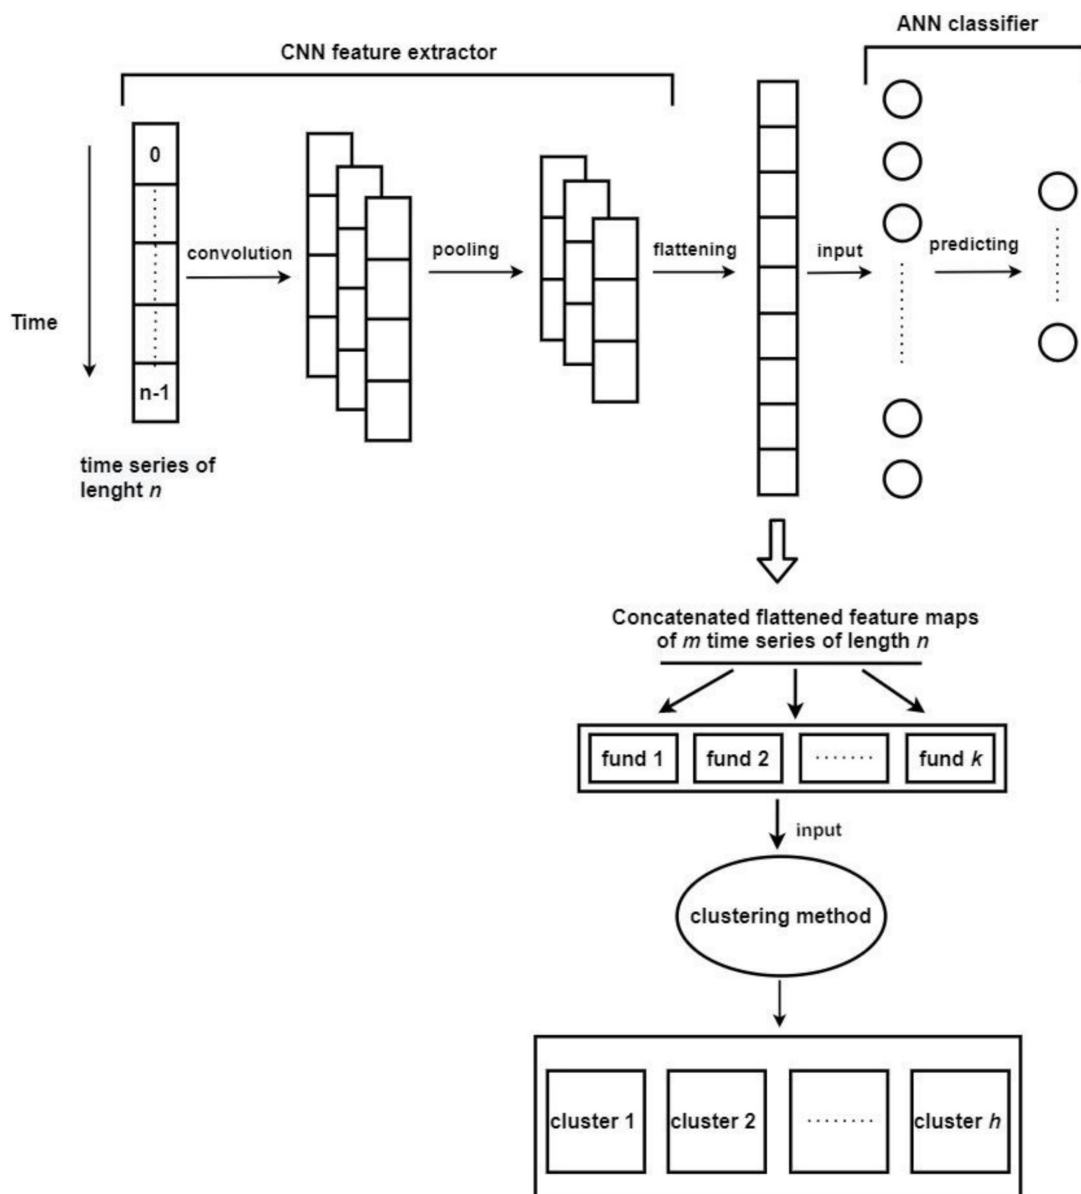 ANN classifier
CNN feature extractor
0
convolution
pooling
flattening
input
predicting
Time
n-1
time series of
lenght n
Concatenated flattened feature maps
of m time series of length n
fund 1
fund 2
.......
fund k
input
clustering method
cluster 1
cluster 2
........
cluster h